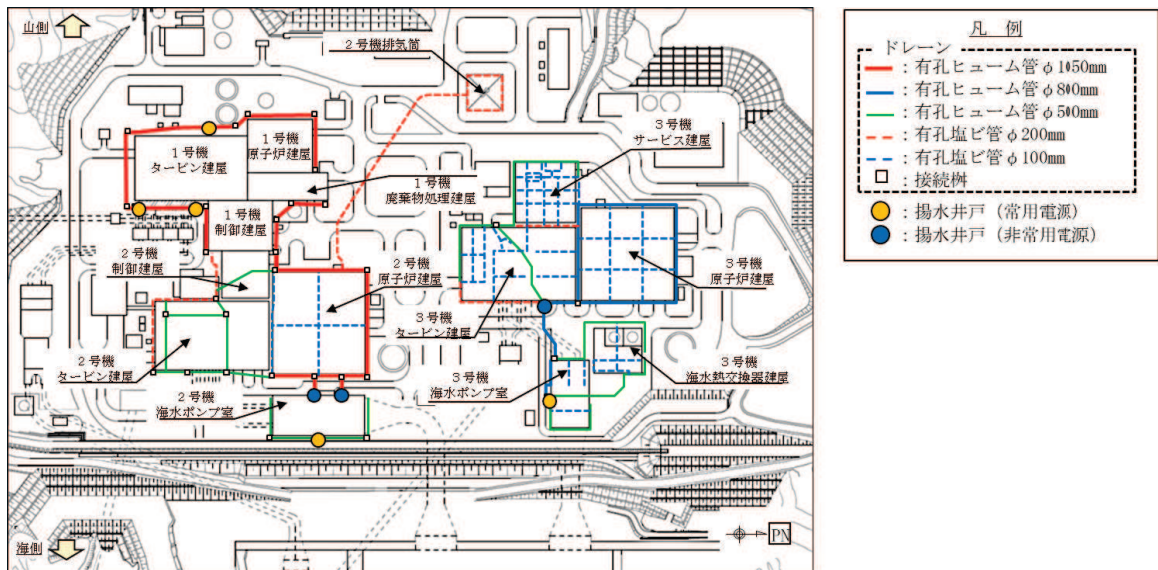 山側
2号機排気筒
1号機
原子炉建屋
1号機
タービン建屋
3号機
サービス建屋
1号機
廃棄物処理建屋
1号機
制御建屋
2号機
制御建屋
2号機
原子炉建屋
3号機
原子炉建屋
3号機
タービン建屋
2号機
タービン建屋
2号機
海水ポンプ室
3号機
海水ポンプ室
3号機
海水熱交換器建屋
海側
PN
凡 例
ドレーン
:有孔ヒューム管φ1050mm
:有孔ヒューム管φ800mm
:有孔ヒューム管φ500mm
:有孔塩ビ管φ200mm
:有孔塩ビ管φ100mm
:接続桝
:揚水井戸(常用電源)
:揚水井戸(非常用電源)